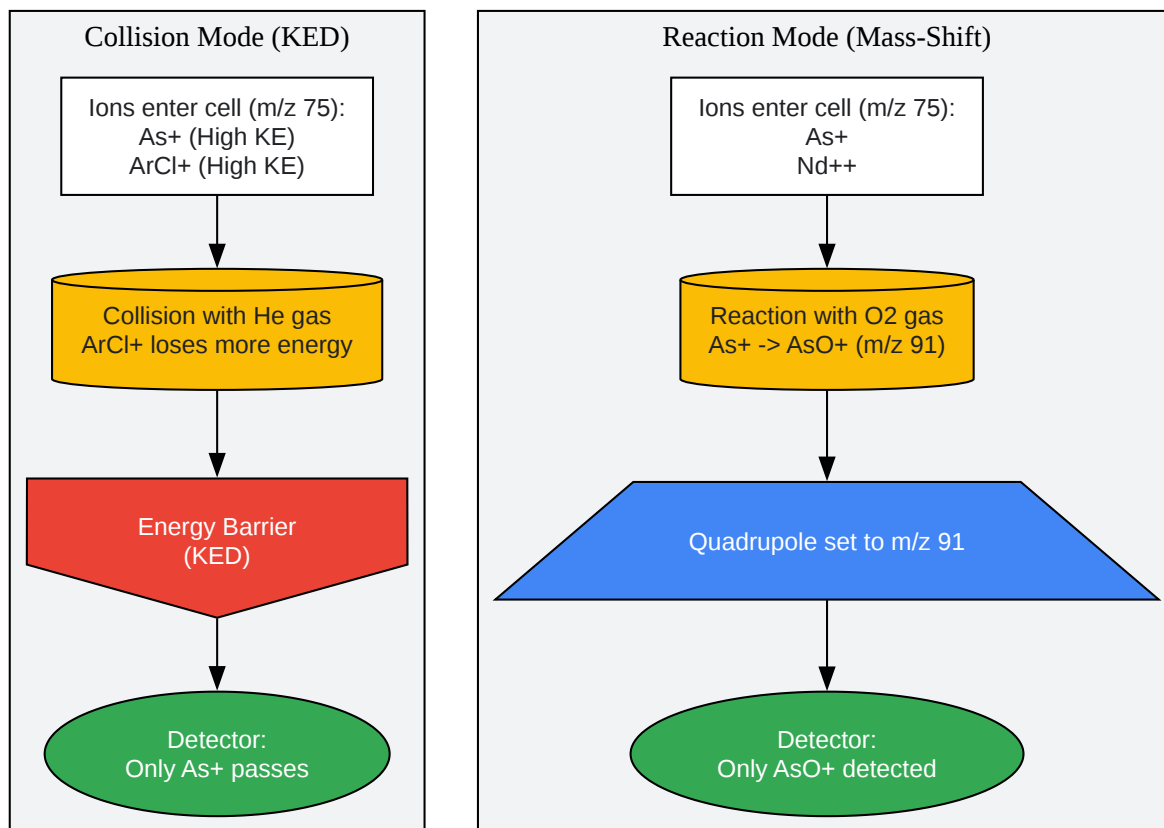 Collision Mode (KED)
Ions enter cell (m/z 75):
As+ (High KE)
ArCl+ (High KE)
Collision with He gas
ArCl+ loses more energy
Energy Barrier
(KED)
Detector:
Only As+ passes
Reaction Mode (Mass-Shift)
Ions enter cell (m/z 75):
As+
Nd++
Reaction with O2 gas
As+ -> AsO+ (m/z 91)
Quadrupole set to m/z 91
Detector:
Only AsO+ detected